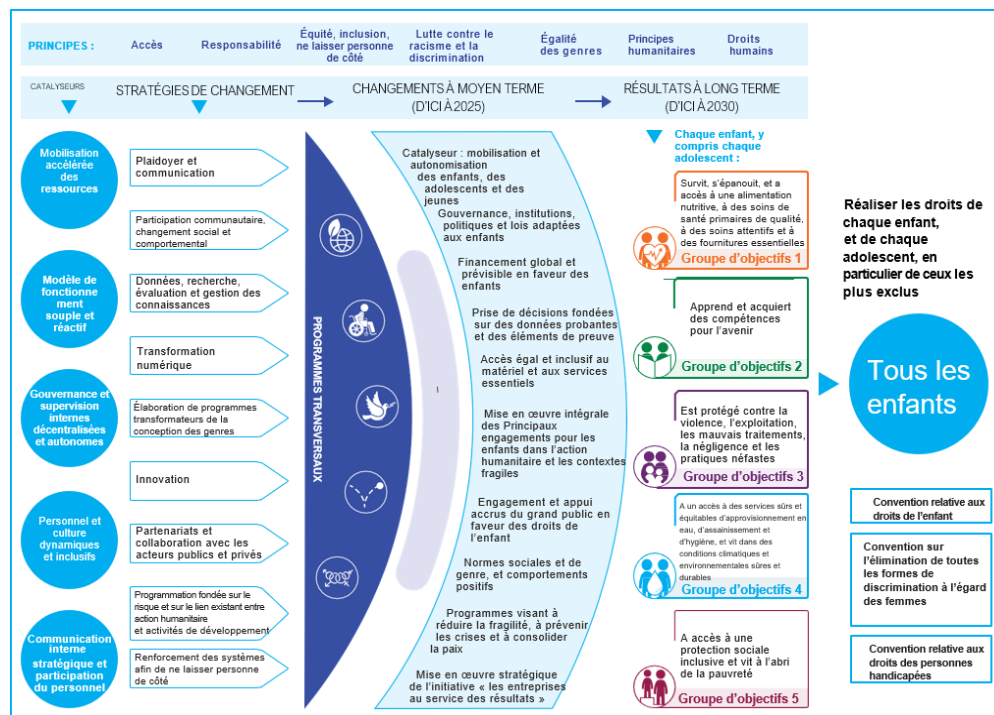 PRINCIPES :
Accès
Responsabilité
Équité, inclusion,
ne laisser personne
de côté
Lutte contre le
racisme et la
discrimination
Égalité
des genres
Principes
humanitaires
Droits
humains
CATALYSEURS
STRATÉGIES DE CHANGEMENT
CHANGEMENTS À MOYEN TERME
(D'ICI À 2025)
RÉSULTATS À LONG TERME
(D'ICI À 2030)
Mobilisation
accélérée
des
ressources
Modèle de
fonctionne
ment
souple et
réactif
Gouvernance et
supervision
internes
décentralisées
et autonomes
Personnel et
culture
dynamiques
et inclusifs
Communication
interne
stratégique et
participation
du personnel
Plaidoyer et
communication
Participation communautaire,
changement social et
comportemental
Données, recherche,
évaluation et gestion des
connaissances
Transformation
numérique
Élaboration de programmes
transformateurs de la
conception des genres
Innovation
Partenariats et
collaboration avec les
acteurs publics et privés
Programmation fondée sur le
risque et sur le lien existant entre
action humanitaire
et activités de développement
Renforcement des systèmes
afin de ne laisser personne
de côté
PROGRAMMES TRANSVERSAUX
I
Catalyseur : mobilisation et
autonomisation
des enfants, des
adolescents et des
jeunes
Gouvernance, institutions,
politiques et lois adaptées
aux enfants
Financement global et
prévisible en faveur des
enfants
Prise de décisions fondées
sur des données probantes
et des éléments de preuve
Accès égal et inclusif au
matériel et aux services
essentiels
Mise en œuvre intégrale
des Principaux
engagements pour les
enfants dans l'action
humanitaire et les contextes
fragiles
Engagement et appui
accrus du grand public en
faveur des droits de
l'enfant
Normes sociales et de
genre, et comportements
positifs
Programmes visant à
réduire la fragilité, à prévenir
les crises et à consolider
la paix
Mise en œuvre stratégique
de l'initiative « les entreprises
au service des résultats »
Chaque enfant, y
compris chaque
adolescent :
Survit, s'épanouit, et a
accès à une alimentation
nutritive, à des soins de
santé primaires de qualité,
à des soins attentifs et à
des fournitures essentielles
Groupe d'objectifs 1
Apprend et acquiert
des compétences
pour l'avenir
Groupe d'objectifs 2
Est protégé contre la
violence, l'exploitation,
les mauvais traitements,
la négligence et les
pratiques néfastes
Groupe d'objectifs 3
A un accès à des services sûrs et
équitables d'approvisionnement en
eau, d'assainissement et
d'hygiène, et vit dans des
conditions climatiques et
environnementales sûres et
durables
Groupe d'objectifs 4
A accès à une
protection sociale
inclusive et vit à l'abri
de la pauvreté
Groupe d'objectifs 5
Réaliser les droits de
chaque enfant,
et de chaque
adolescent, en
particulier de ceux les
plus exclus
Tous les
enfants
Convention relative aux
droits de l'enfant
Convention sur
l'élimination de toutes
les formes de
discrimination à l'égard
des femmes
Convention relative aux
droits des personnes
handicapées